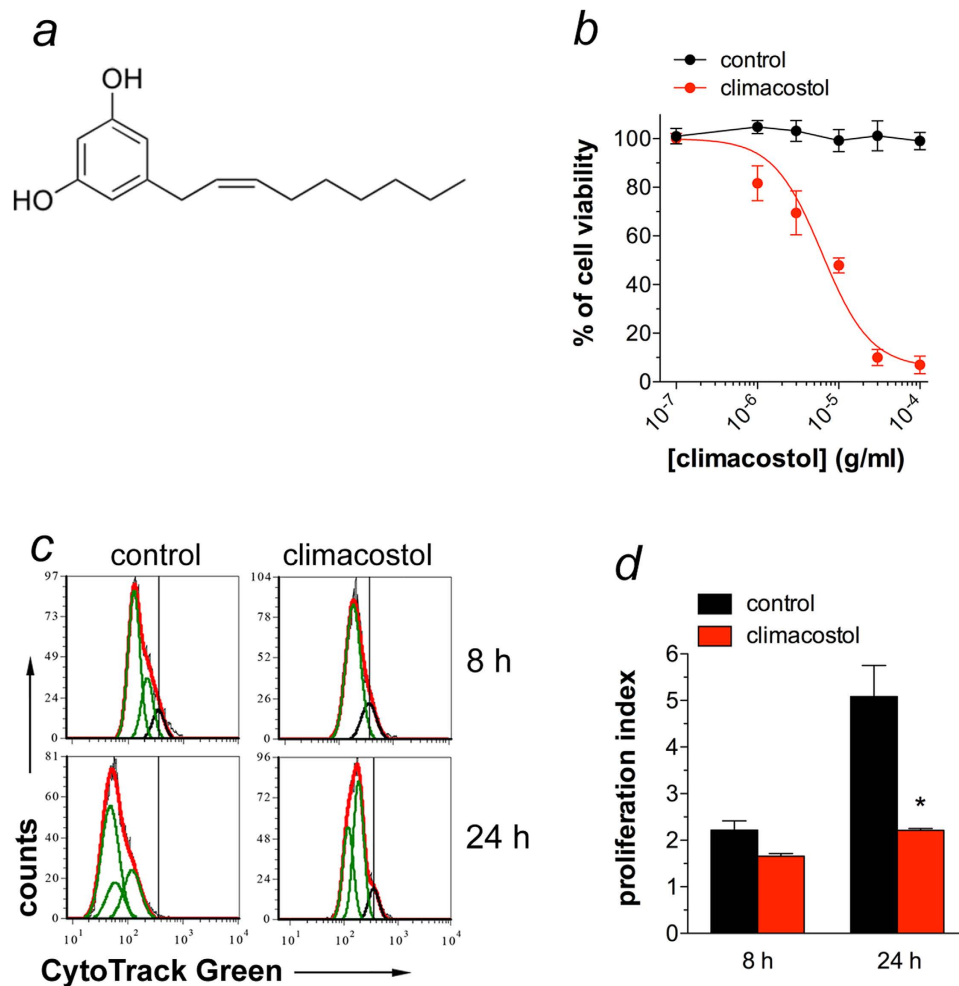 a
OH
HO
b
control
climacostol
% of cell viability
100
80
60
40
20
0
10-7
10-6
10-5
10-4
[climacostol] (g/ml)
c
control
climacostol
97
73
49
24
0
104
78
52
26
0
8 h
81
61
41
20
0
96
72
48
24
0
24 h
10¹ 10² 10³ 10⁴
10¹ 10² 10³ 10⁴
counts
CytoTrack Green
d
control
climacostol
proliferation index
6
5
4
3
2
1
0
*
8 h
24 h